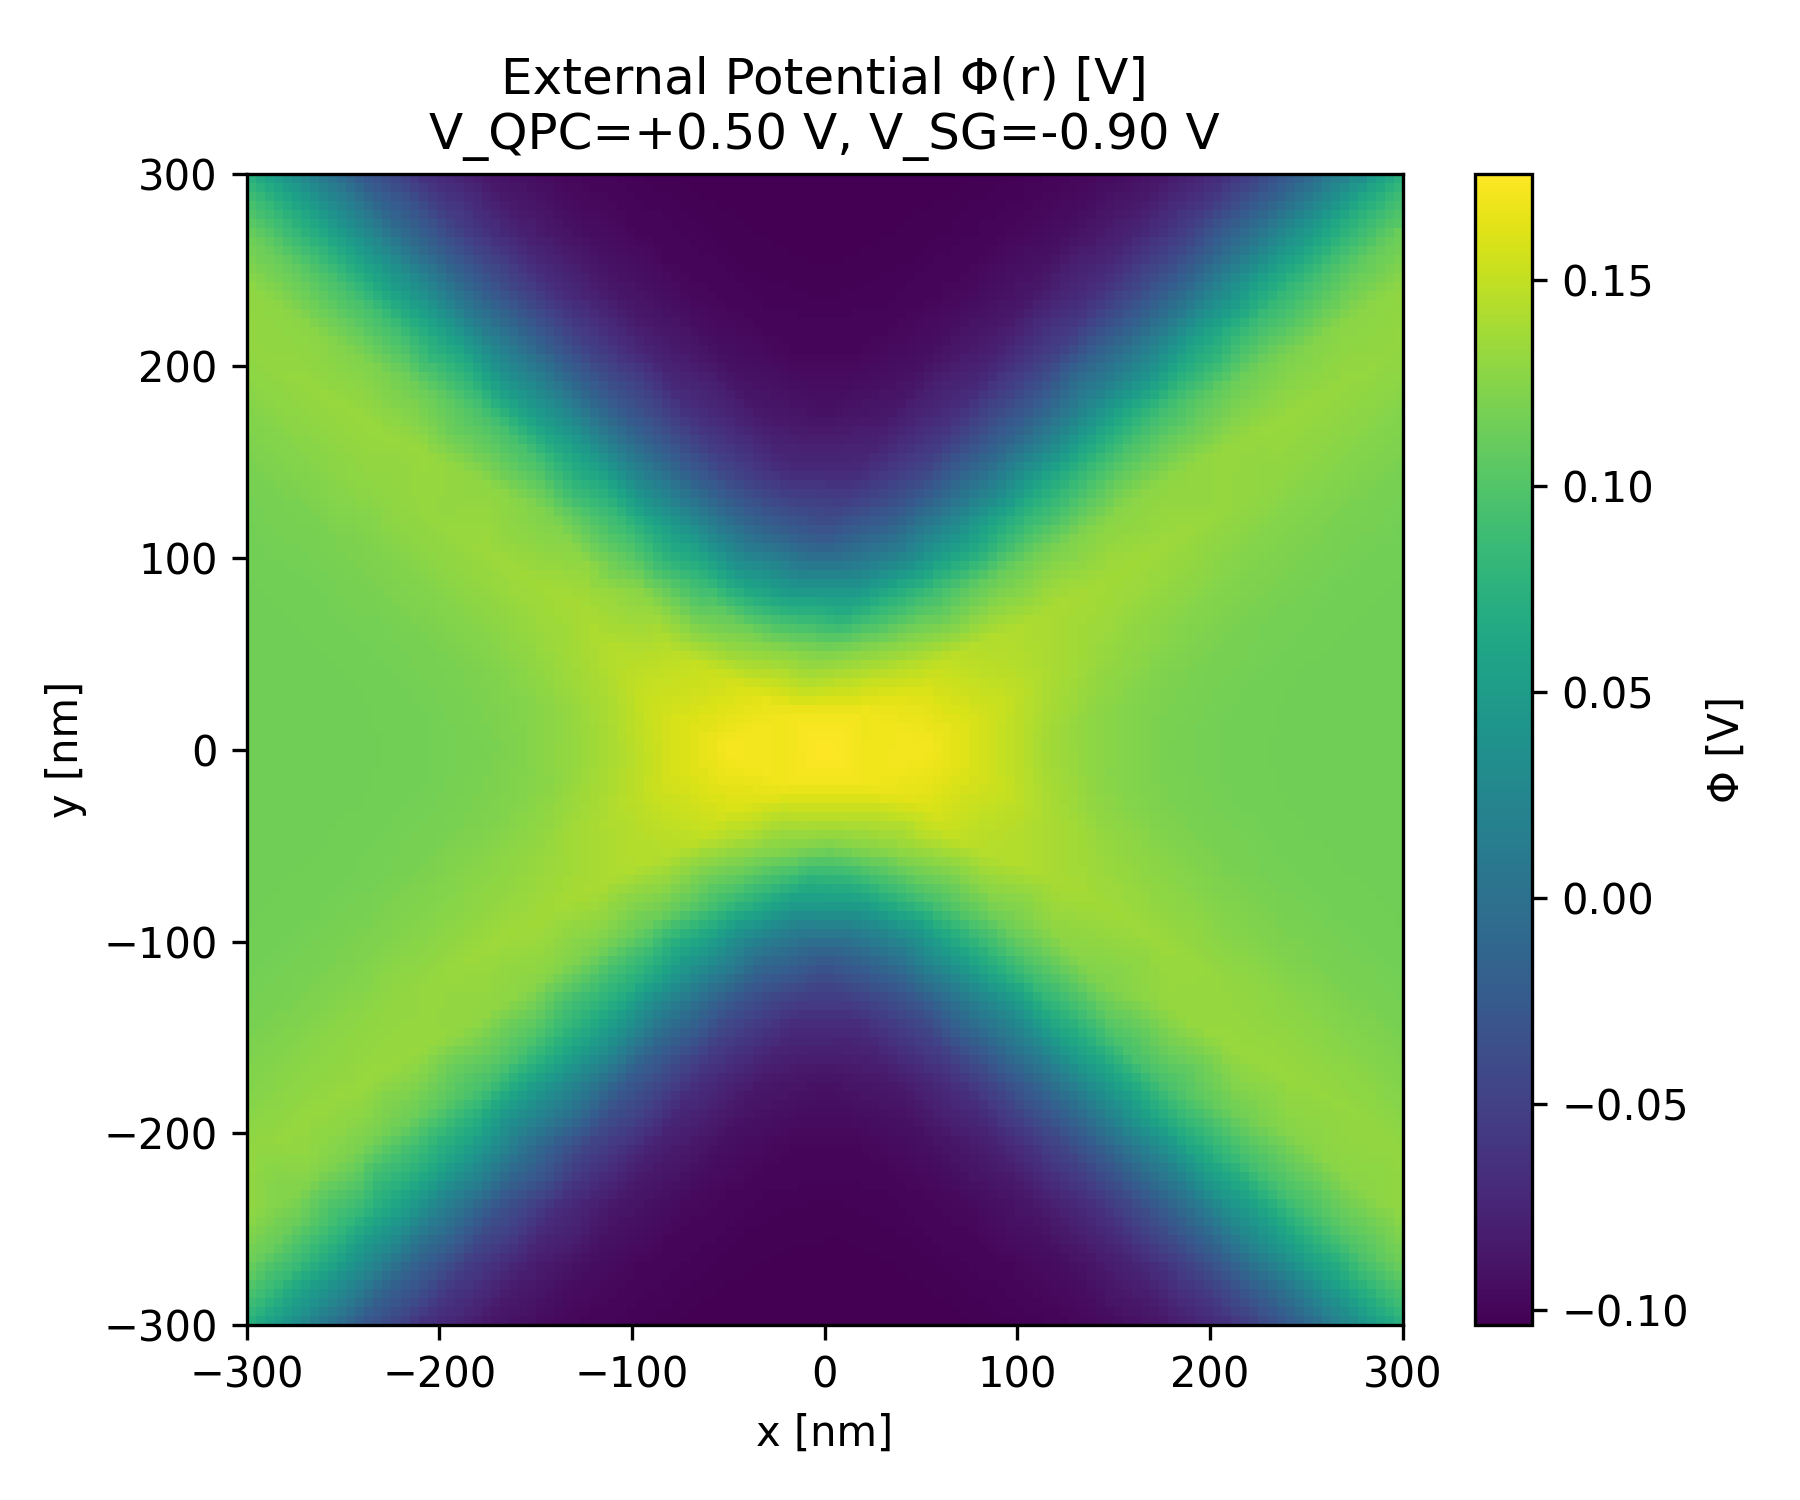 External Potential Φ(r) [V]
V_QPC=+0.50 V, V_SG=-0.90 V
300
200
100
0
−100
−200
−300
y [nm]
−300 −200 −100 0 100 200 300
x [nm]
0.15
0.10
0.05
0.00
−0.05
−0.10
Φ [V]